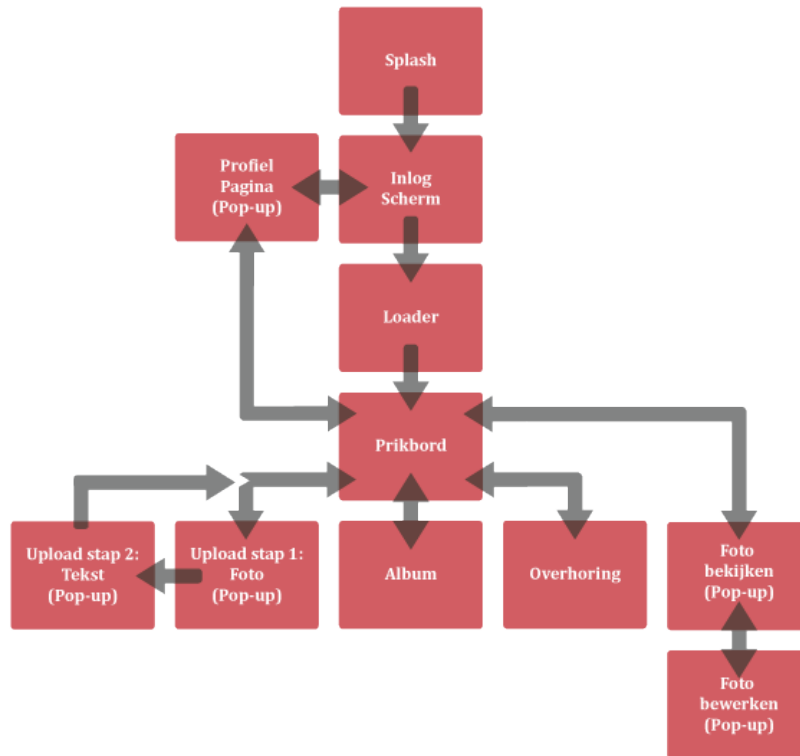 Splash
Profiel
Pagina
(Pop-up)
Inlog
Scherm
Loader
Prikbord
Upload stap 2:
Tekst
(Pop-up)
Upload stap 1:
Foto
(Pop-up)
Album
Overhoring
Foto
bekijken
(Pop-up)
Foto
bewerken
(Pop-up)